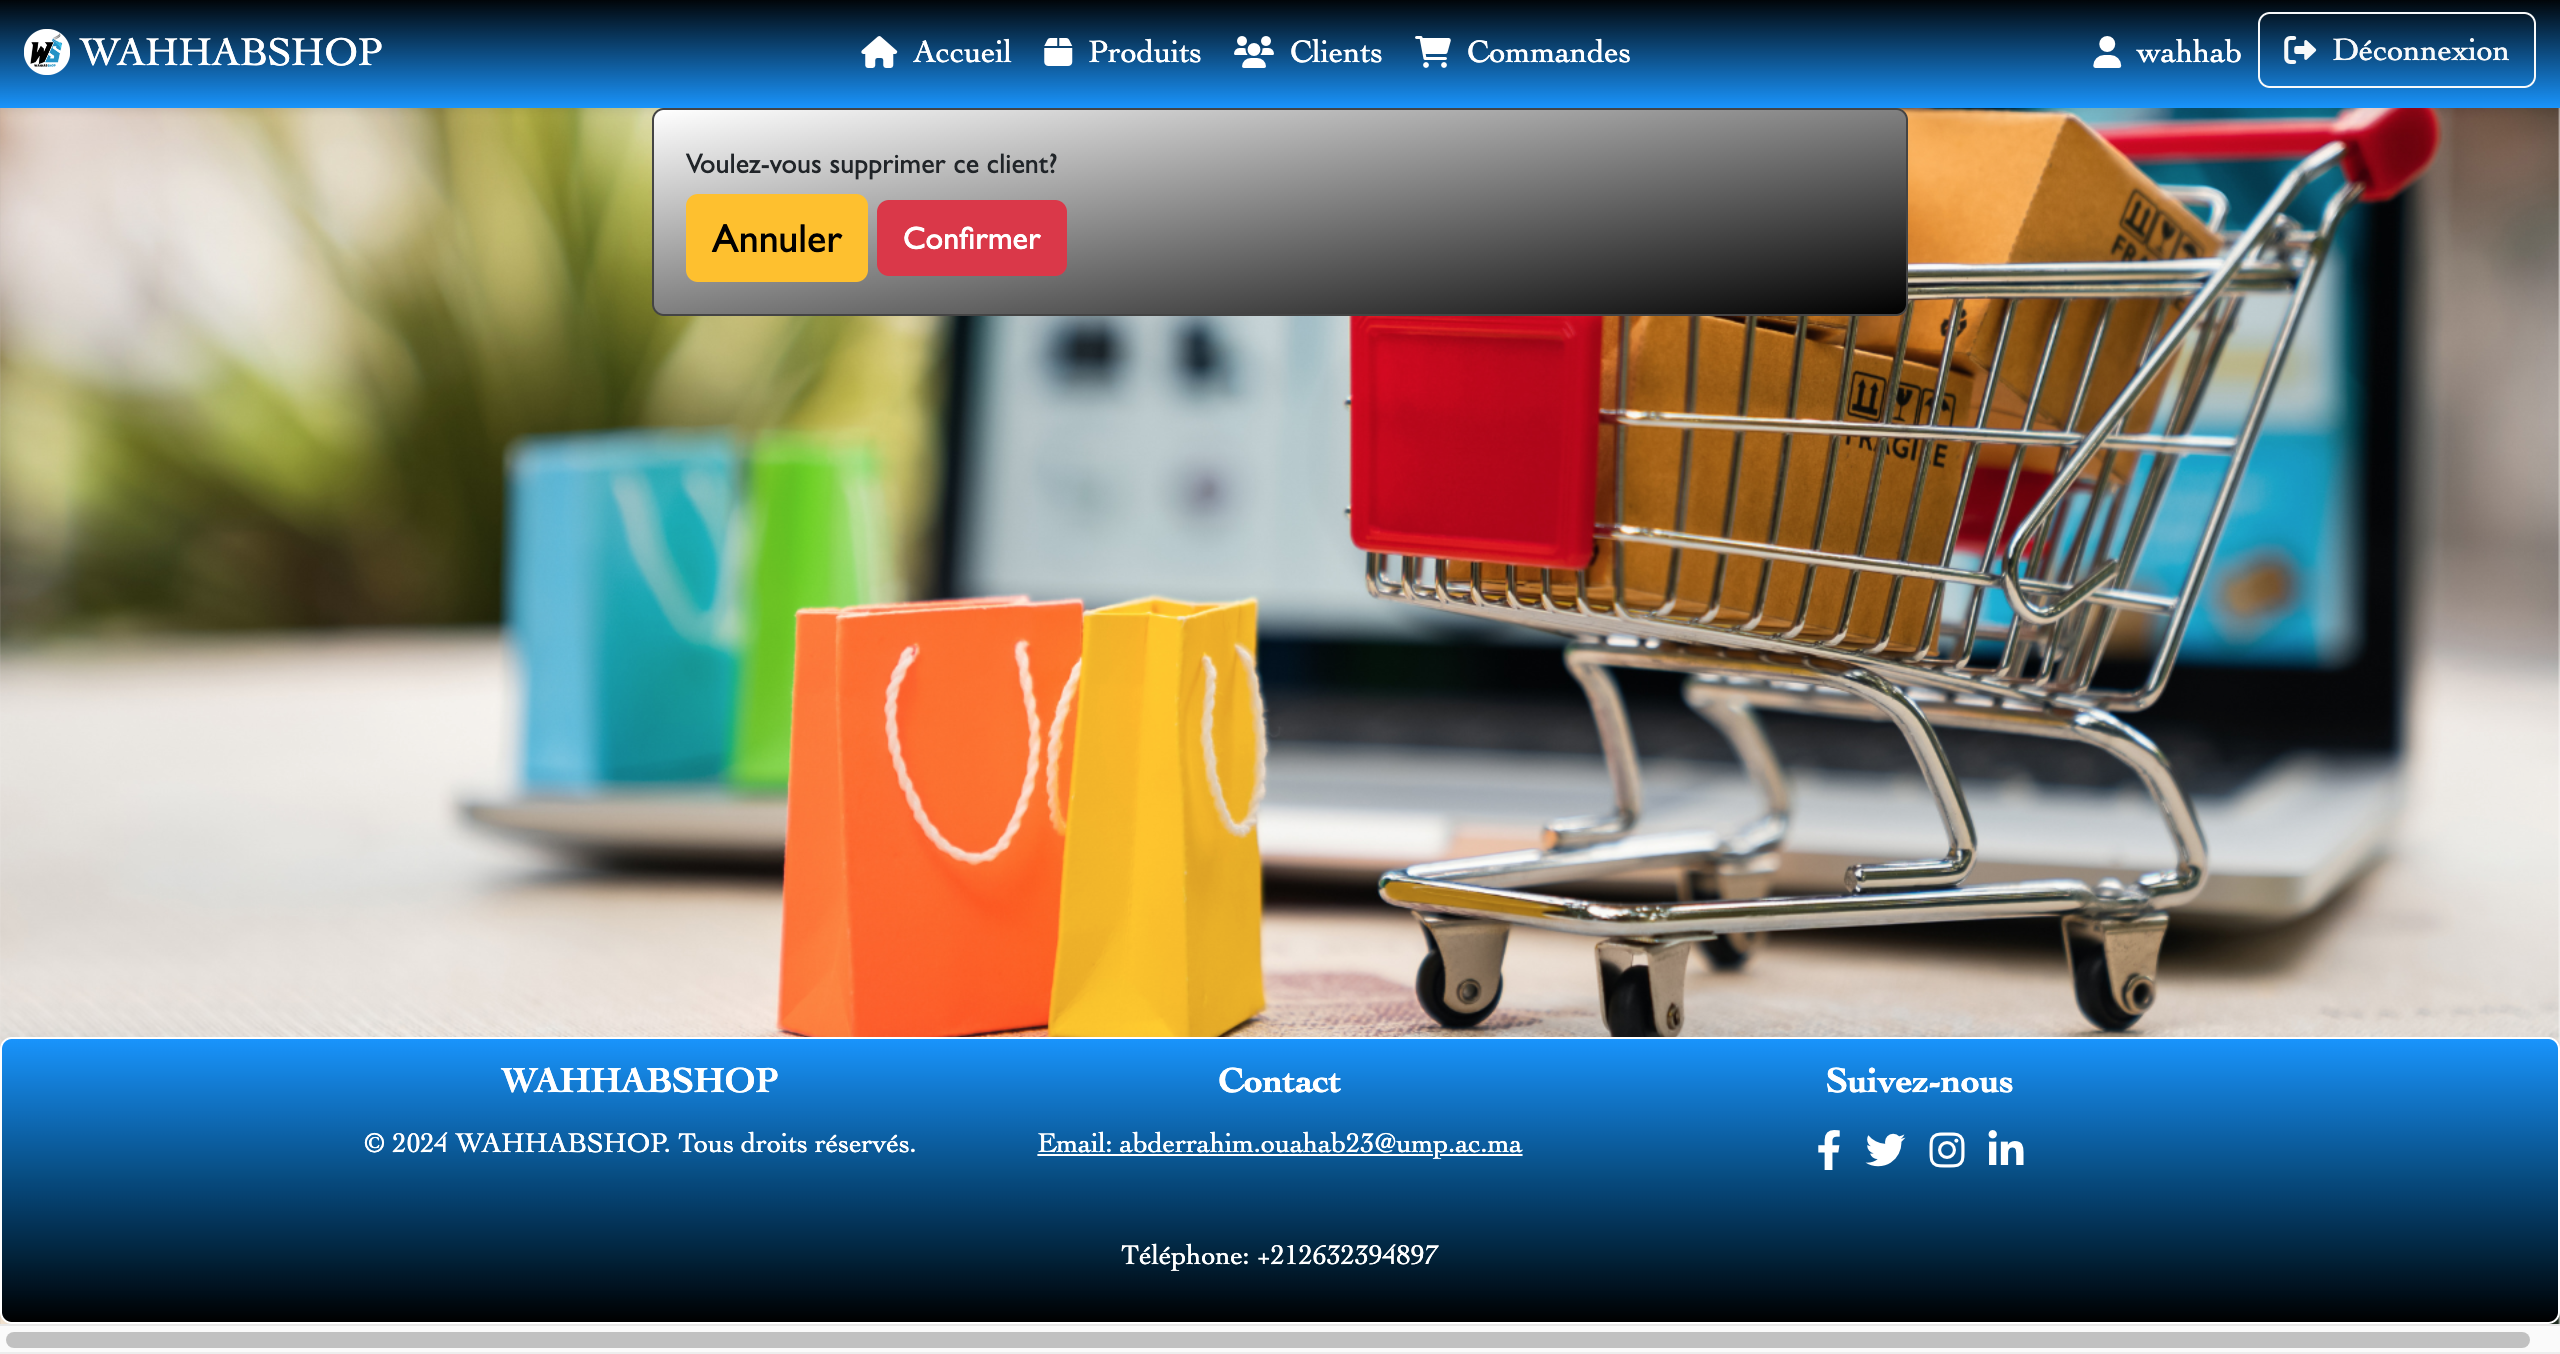 WAHHABSHOP
Accueil Produits Clients Commandes
wahhab Déconnexion
Voulez-vous supprimer ce client?
Annuler Confirmer
FRAGILE
WAHHABSHOP
© 2024 WAHHABSHOP. Tous droits réservés.
Contact
Email: abderrahim.ouahab23@ump.ac.ma
Téléphone: +212632394897
Suivez-nous